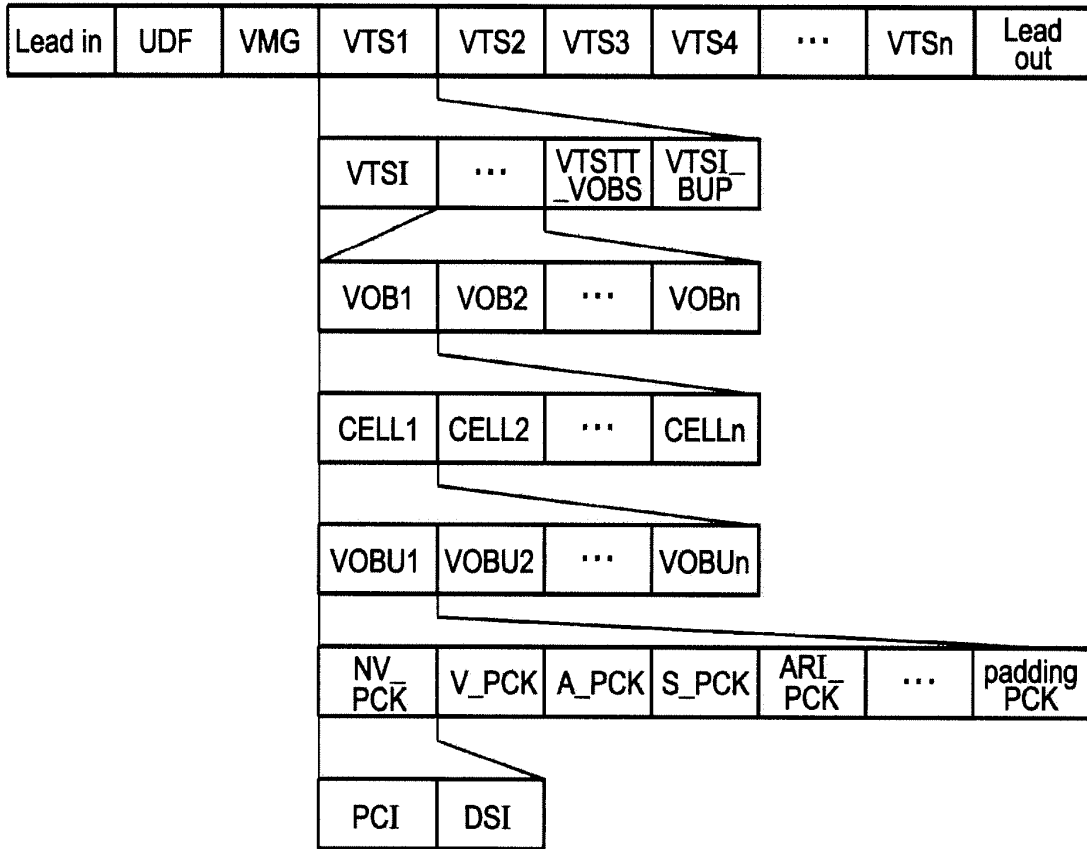 Lead in UDF VMG VTS1 VTS2 VTS3 VTS4 ... VTSn Lead out
VTSI ... VTSTT_VOBS VTSI_BUP
VOB1 VOB2 ... VOBn
CELL1 CELL2 ... CELLn
VOBU1 VOBU2 ... VOBUn
NV_PCK V_PCK A_PCK S_PCK ARI_PCK ... padding PCK
PCI DSI